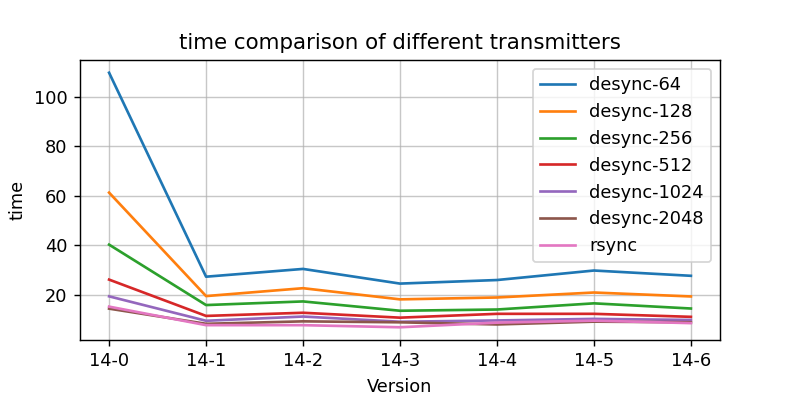 time comparison of different transmitters
time
100
80
60
40
20
desync-64
desync-128
desync-256
desync-512
desync-1024
desync-2048
rsync
14-0 14-1 14-2 14-3 14-4 14-5 14-6
Version